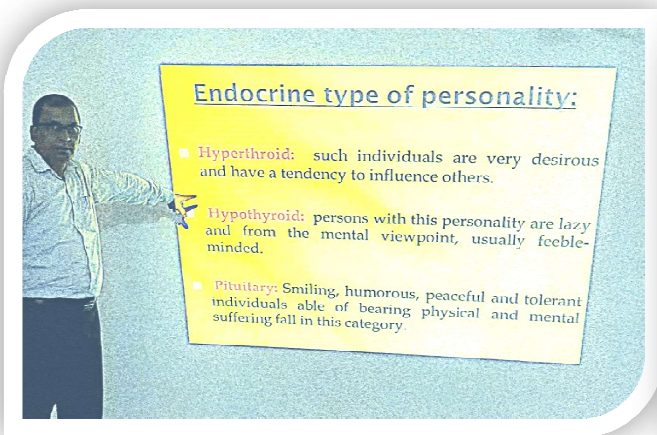 Endocrine type of personality:
Hyperthroid: such individuals are very desirous
and have a tendency to influence others.
Hypothyroid: persons with this personality are lazy
and from the mental viewpoint, usually feeble-
minded.
Pituitary: Smiling, humorous, peaceful and tolerant
individuals able of bearing physical and mental
suffering fall in this category.